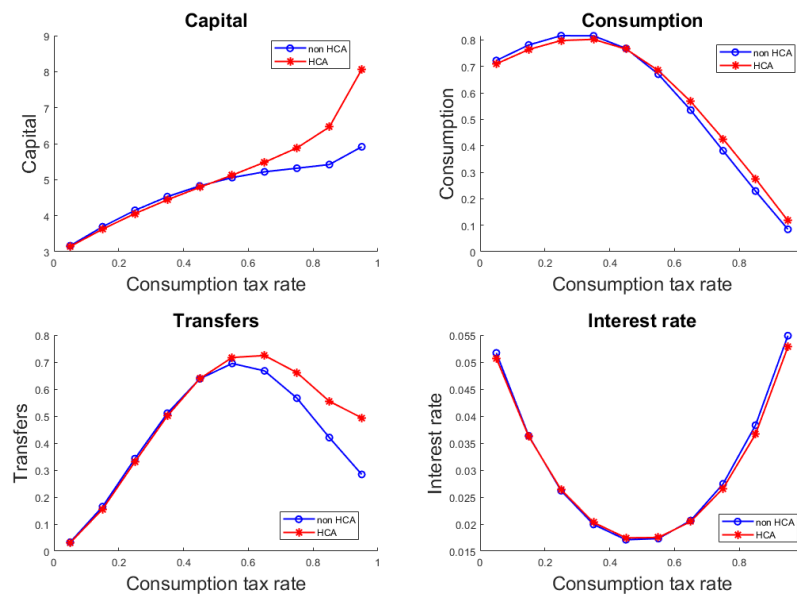 Capital
9
8
7
6
5
4
3
Capital
non HCA
HCA
0
0.2
0.4
0.6
0.8
1
Consumption tax rate
Consumption
0.8
0.7
0.6
0.5
0.4
0.3
0.2
0.1
0
Consumption
non HCA
HCA
0
0.2
0.4
0.6
0.8
Consumption tax rate
Transfers
0.8
0.7
0.6
0.5
0.4
0.3
0.2
0.1
0
Transfers
non HCA
HCA
0
0.2
0.4
0.6
0.8
1
Consumption tax rate
Interest rate
0.055
0.05
0.045
0.04
0.035
0.03
0.025
0.02
0.015
Interest rate
non HCA
HCA
0
0.2
0.4
0.6
0.8
Consumption tax rate